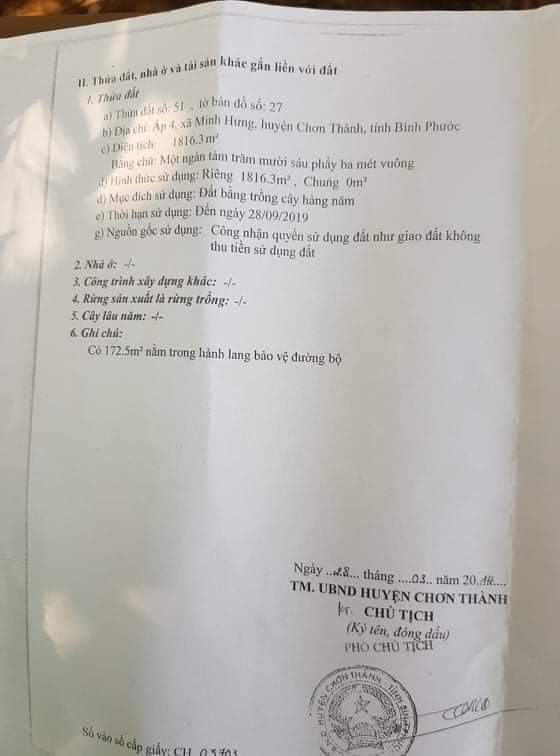 II. Thửa đất, nhà ở và tài sản khác gắn liền với đất
1. Thửa đất
a) Thửa đất số: 51 , tờ bản đồ số: 27
b) Địa chỉ: Ấp 4, xã Minh Hưng, huyện Chơn Thành, tỉnh Bình Phước
c) Diện tích: 1816.3m²
Bằng chữ: Một ngàn tám trăm mười sáu phẩy ba mét vuông
d) Hình thức sử dụng: Riêng 1816.3m² , Chung 0m²
đ) Mục đích sử dụng: Đất bằng trồng cây hàng năm
e) Thời hạn sử dụng: Đến ngày 28/09/2019
g) Nguồn gốc sử dụng: Công nhận quyền sử dụng đất như giao đất không
thu tiền sử dụng đất
2. Nhà ở: -/-
3. Công trình xây dựng khác: -/-
4. Rừng sản xuất là rừng trồng: -/-
5. Cây lâu năm: -/-
6. Ghi chú:
Có 172.5m² nằm trong hành lang bảo vệ đường bộ
Ngày ..28... tháng ....03.. năm 20.14....
TM. UBND HUYỆN CHƠN THÀNH
KT. CHỦ TỊCH
(Ký tên, đóng dấu)
PHÓ CHỦ TỊCH
HUYỆN CHƠN THÀNH
Số vào sổ cấp giấy: CH